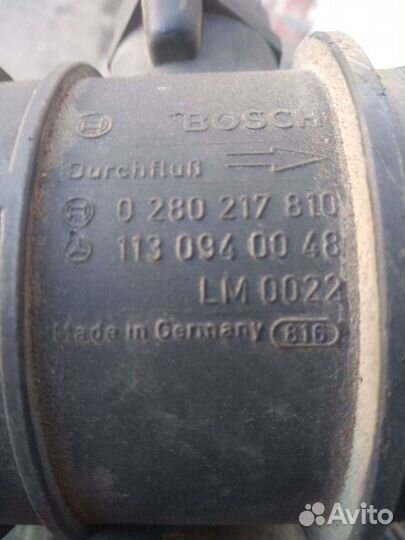 BOSCH
Durchfluß
0 280 217 810
113 094 00 48
LM 0022
Made in Germany 816
Avito